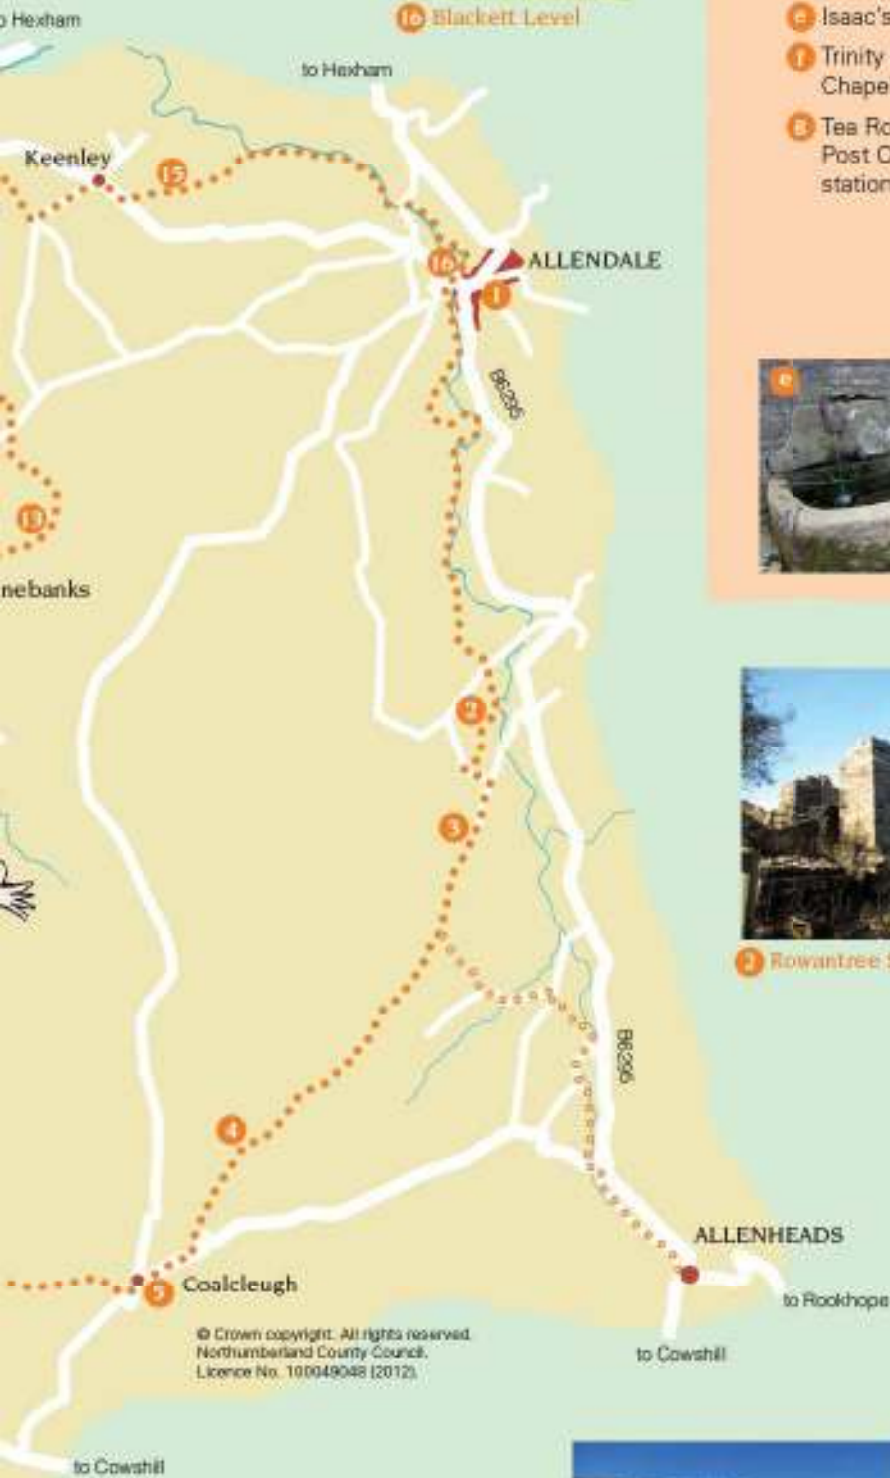 o Hexham
16 Blackett Level
to Hexham
e Isaac's
f Trinity
Chape
g Tea Ro
Post O
station
Keenley
15
16
ALLENDALE
1
B6295
e
13
nebanks
2
3
2 Rowantree
B6295
4
ALLENHEADS
5 Coalcleugh
to Rookhope
© Crown copyright. All rights reserved.
Northumberland County Council.
Licence No. 100049048 (2012).
to Cowshill
to Cowshill